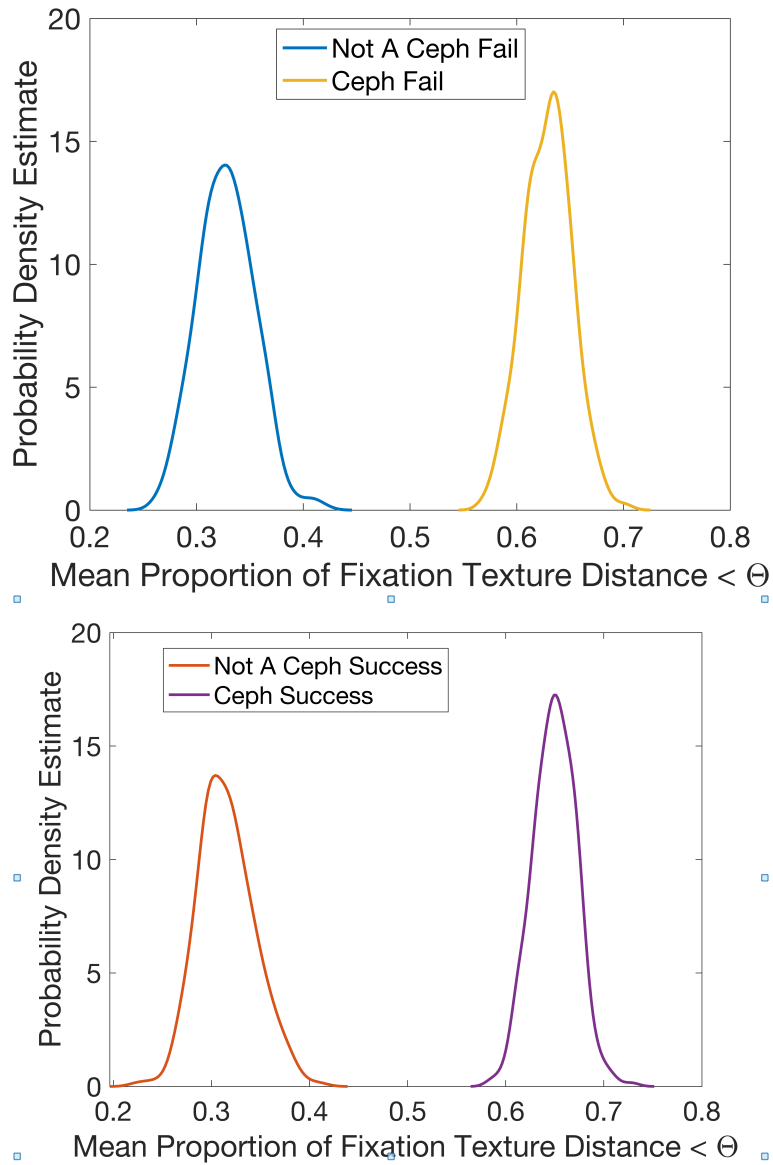 20
Not A Ceph Fail
Ceph Fail
15
10
5
0
Probability Density Estimate
0.2 0.3 0.4 0.5 0.6 0.7 0.8
Mean Proportion of Fixation Texture Distance < Θ
20
Not A Ceph Success
Ceph Success
15
10
5
0
Probability Density Estimate
0.2 0.3 0.4 0.5 0.6 0.7 0.8
Mean Proportion of Fixation Texture Distance < Θ